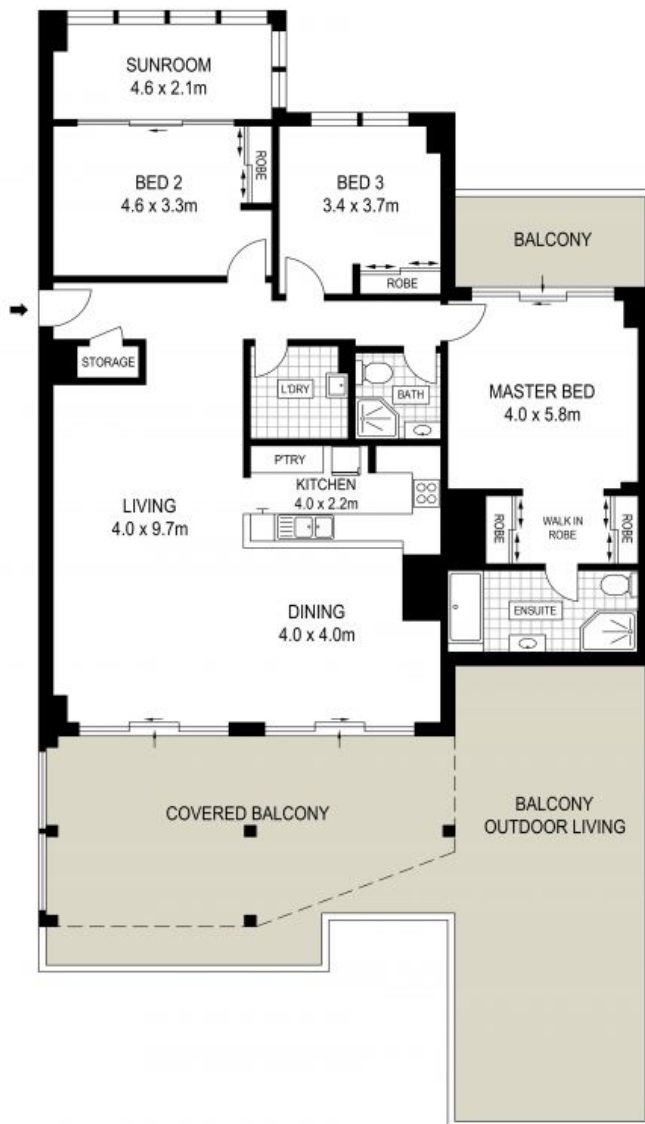 SUNROOM
4.6 x 2.1m
BED 2
4.6 x 3.3m
ROBE
BED 3
3.4 x 3.7m
ROBE
BALCONY
STORAGE
L'DRY
BATH
MASTER BED
4.0 x 5.8m
P'TRY
KITCHEN
4.0 x 2.2m
LIVING
4.0 x 9.7m
ROBE
WALK IN
ROBE
ROBE
DINING
4.0 x 4.0m
ENSUITE
COVERED BALCONY
BALCONY
OUTDOOR LIVING